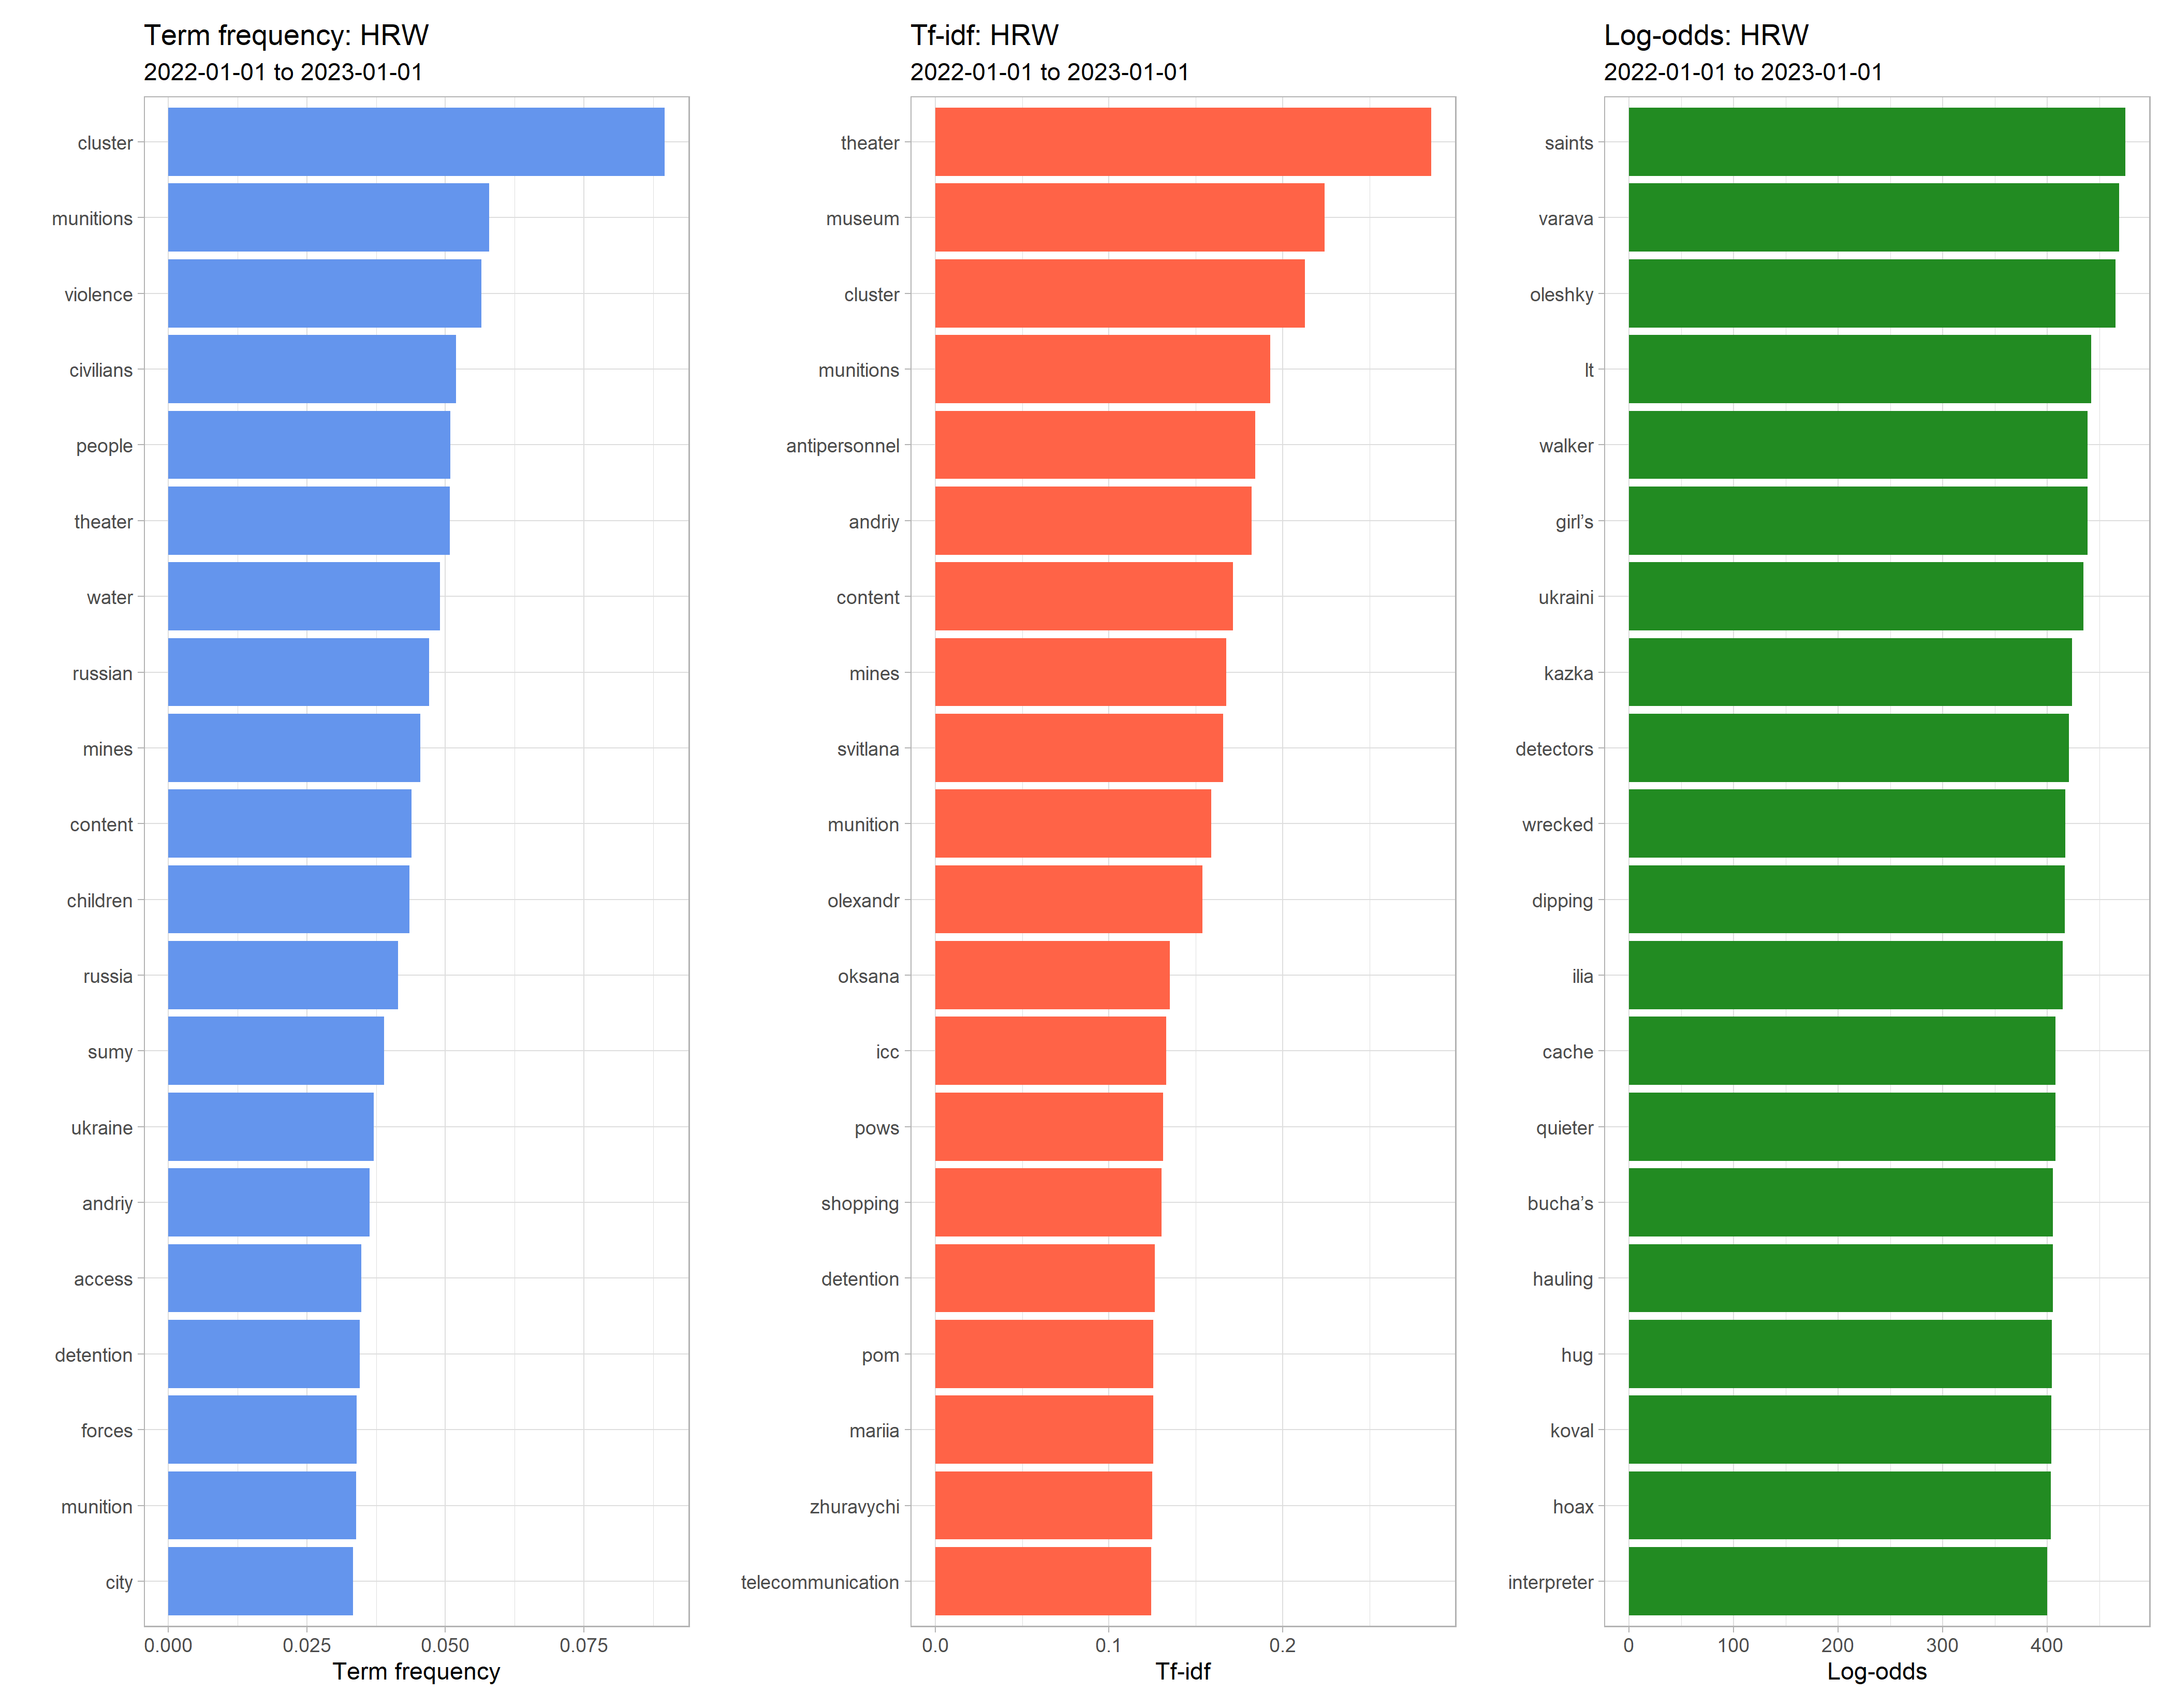 Term frequency: HRW
2022-01-01 to 2023-01-01
cluster
munitions
violence
civilians
people
theater
water
russian
mines
content
children
russia
sumy
ukraine
andriy
access
detention
forces
munition
city
0.000 0.025 0.050 0.075
Term frequency
Tf-idf: HRW
2022-01-01 to 2023-01-01
theater
museum
cluster
munitions
antipersonnel
andriy
content
mines
svitlana
munition
olexandr
oksana
icc
pows
shopping
detention
pom
mariia
zhuravychi
telecommunication
0.0 0.1 0.2
Tf-idf
Log-odds: HRW
2022-01-01 to 2023-01-01
saints
varava
oleshky
lt
walker
girl’s
ukraini
kazka
detectors
wrecked
dipping
ilia
cache
quieter
bucha’s
hauling
hug
koval
hoax
interpreter
0 100 200 300 400
Log-odds